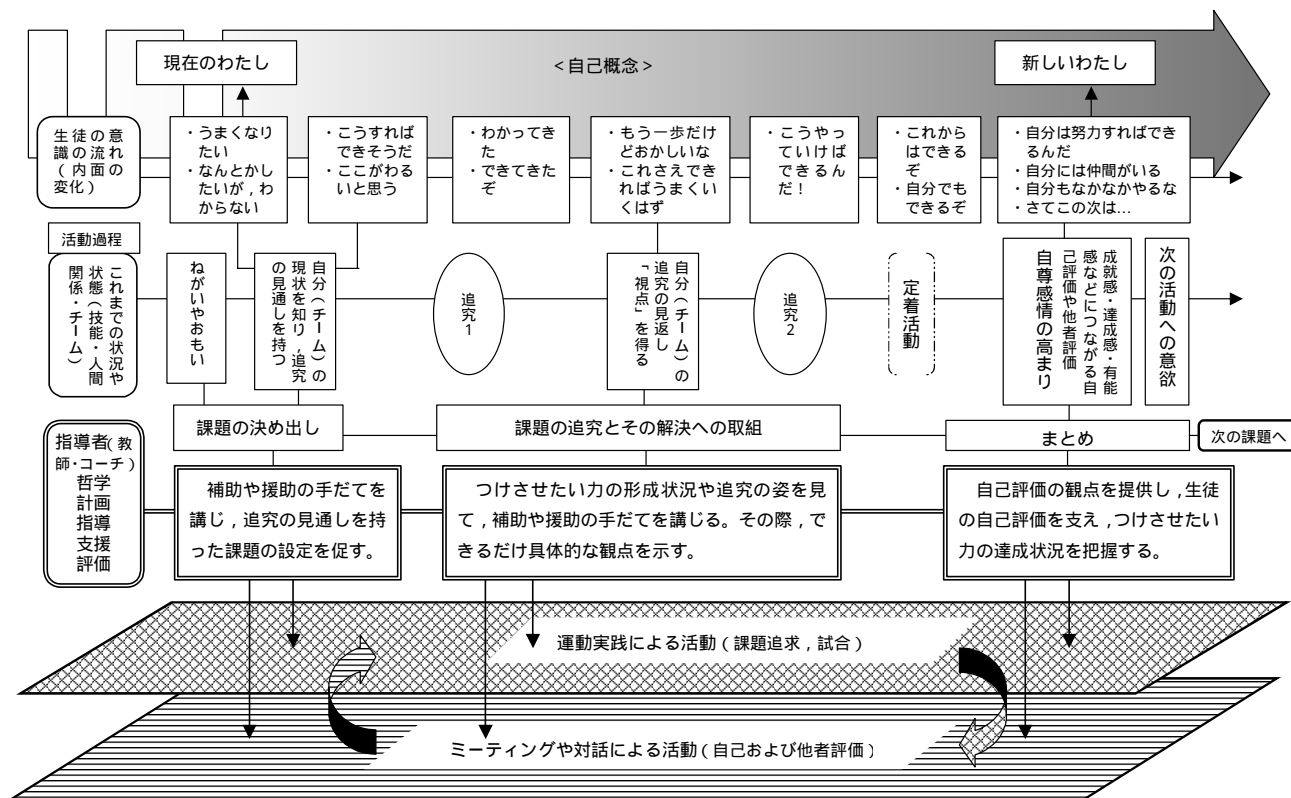 現在のわたし
<自己概念>
新しいわたし
生徒の意
識の流れ
(内面の
変化)
・うまくなり
たい
・なんとかし
たいが,わ
からない
・こうすれば
できそうだ
・ここがわる
いと思う
・わかってき
た
・できてきた
ぞ
・もう一歩だけ
どおかしいな
・これさえでき
ればうまくい
くはず
・こうやっ
ていけば
できるん
だ!
・これから
はできる
ぞ
・自分でも
できるぞ
・自分は努力すればでき
るんだ
・自分には仲間がいる
・自分もなかなかやるな
・さてこの次は…
活動過程
これまでの状況や
状態(技能・人間
関係・チーム)
ねがいやおもい
自分(チーム)の
現状を知り,追究
の見通しを持つ
追究1
自分(チーム)の
追究の見返し
「視点」を得る
追究2
定着活動
成就感・達成感・有能
感などにつながる自
己評価や他者評価
自尊感情の高まり
次の活動への意欲
課題の決め出し
課題の追究とその解決への取組
まとめ
次の課題へ
指導者(教
師・コーチ)
哲学
計画
指導
支援
評価
補助や援助の手だてを
講じ,追究の見通しを持
った課題の設定を促す。
つけさせたい力の形成状況や追究の姿を見
て,補助や援助の手だてを講じる。その際,で
きるだけ具体的な観点を示す。
自己評価の観点を提供し,生徒
の自己評価を支え,つけさせたい
力の達成状況を把握する。
運動実践による活動(課題追求,試合)
ミーティングや対話による活動(自己および他者評価)